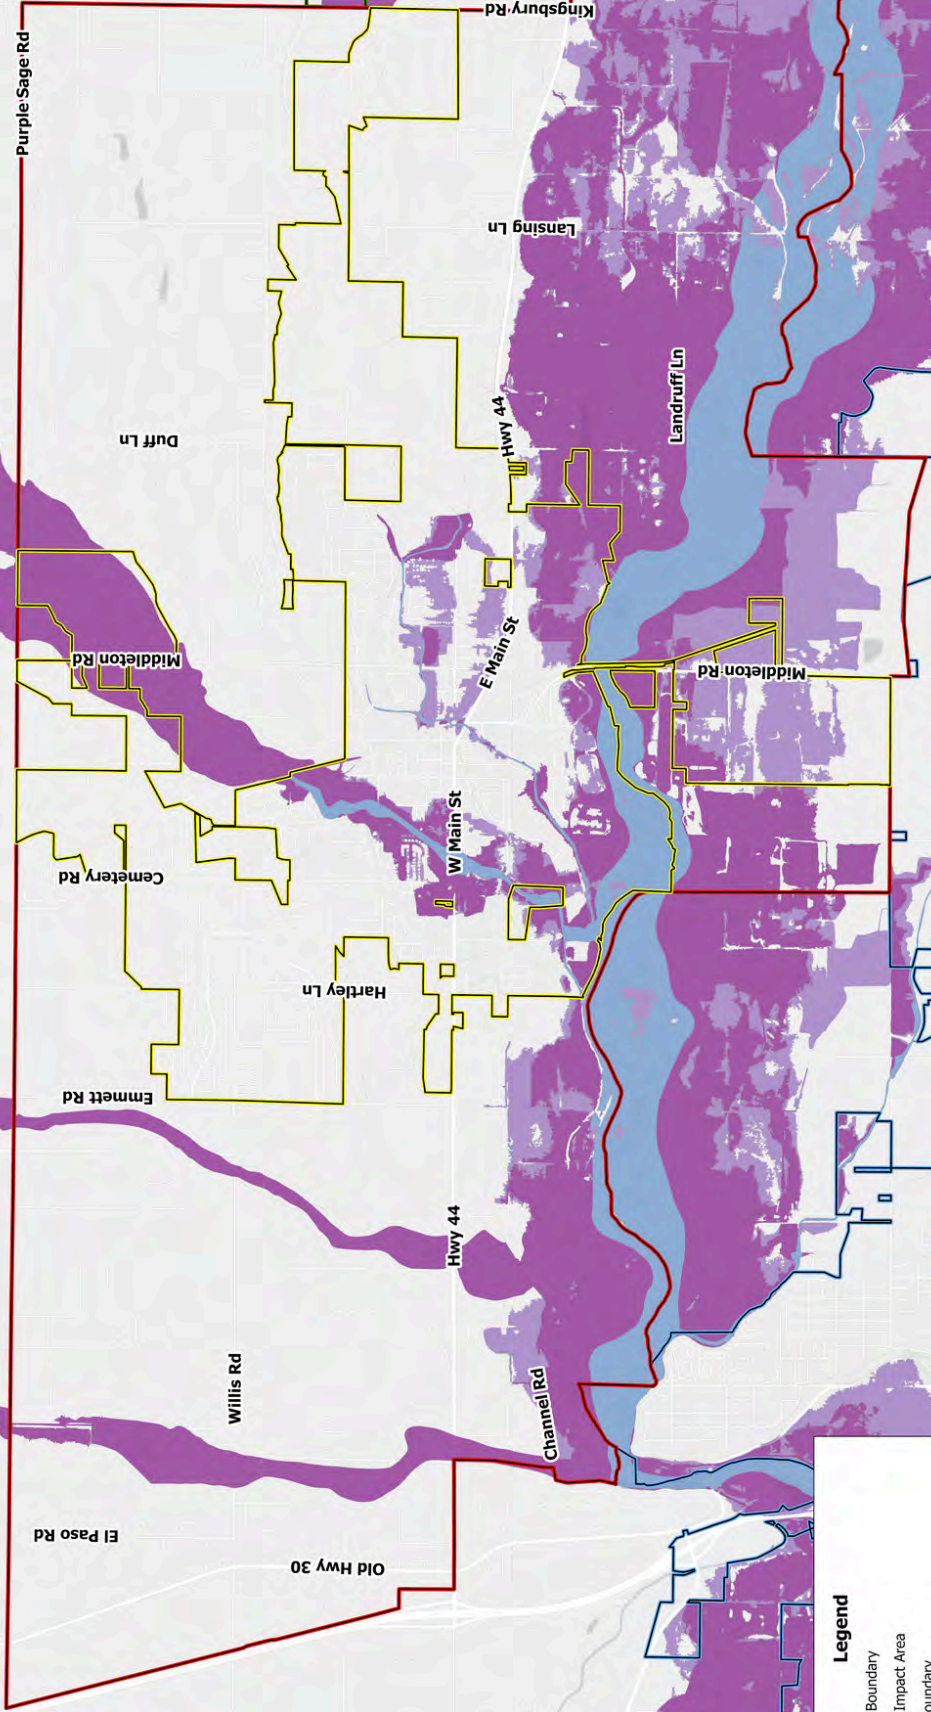 Purple Sage Rd
Kingsbury Rd
Lansing Ln
Landruff Ln
Hwy 44
Duff Ln
E Main St
Middleton Rd
Middleton Rd
W Main St
Cemetery Rd
Hartley Ln
Emmett Rd
Hwy 44
Willis Rd
Channel Rd
El Paso Rd
Old Hwy 30
Legend
Boundary
Impact Area
oundary